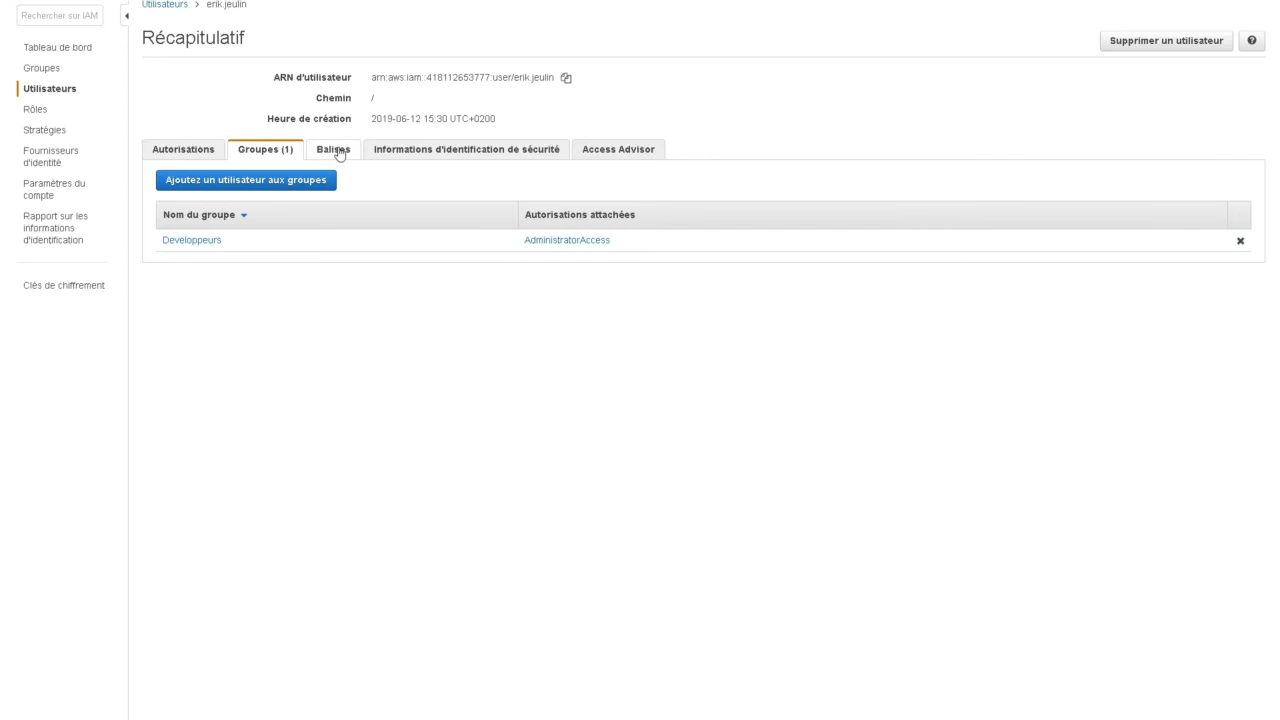 Rechercher sur IAM
Tableau de bord
Groupes
Utilisateurs
Rôles
Stratégies
Fournisseurs
d'identité
Paramètres du
compte
Rapport sur les
informations
d'identification
Clés de chiffrement
Utilisateurs > erik.jeulin
Récapitulatif
Supprimer un utilisateur
ARN d'utilisateur arn:aws:iam::418112653777:user/erik.jeulin
Chemin /
Heure de création 2019-06-12 15:30 UTC+0200
Autorisations Groupes (1) Balises Informations d'identification de sécurité Access Advisor
Ajoutez un utilisateur aux groupes
Nom du groupe Autorisations attachées
Developpeurs AdministratorAccess